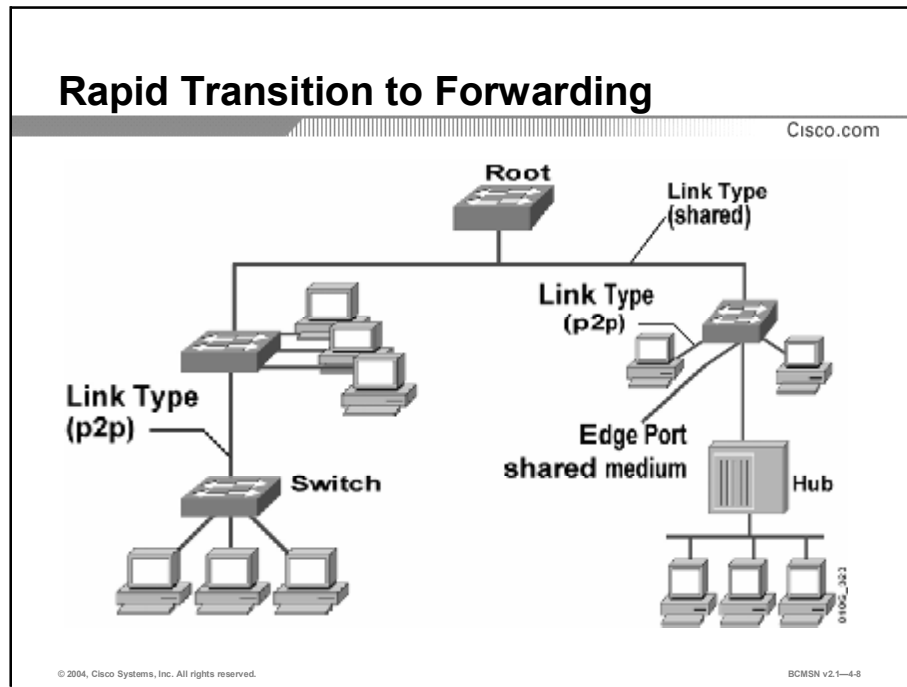 Rapid Transition to Forwarding
Cisco.com
Root
Link Type
(shared)
Link Type
(p2p)
Link Type
(p2p)
Edge Port
shared medium
Switch
Hub
© 2004, Cisco Systems, Inc. All rights reserved.
BCMSN v2.1—4-8